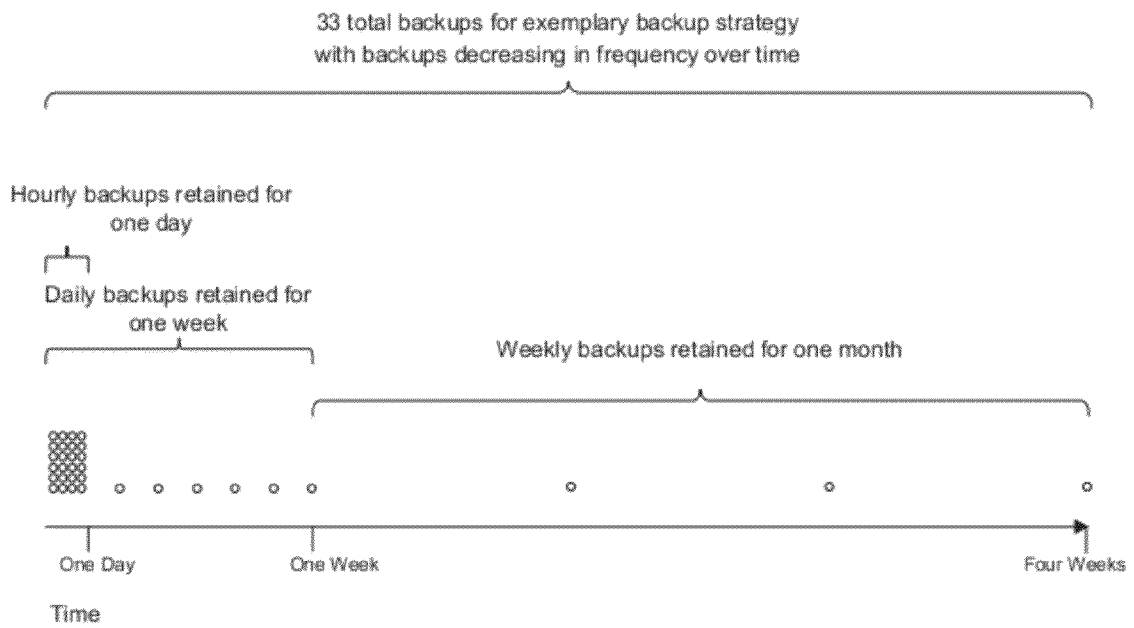 33 total backups for exemplary backup strategy
with backups decreasing in frequency over time
Hourly backups retained for
one day
Daily backups retained for
one week
Weekly backups retained for one month
One Day
One Week
Four Weeks
Time